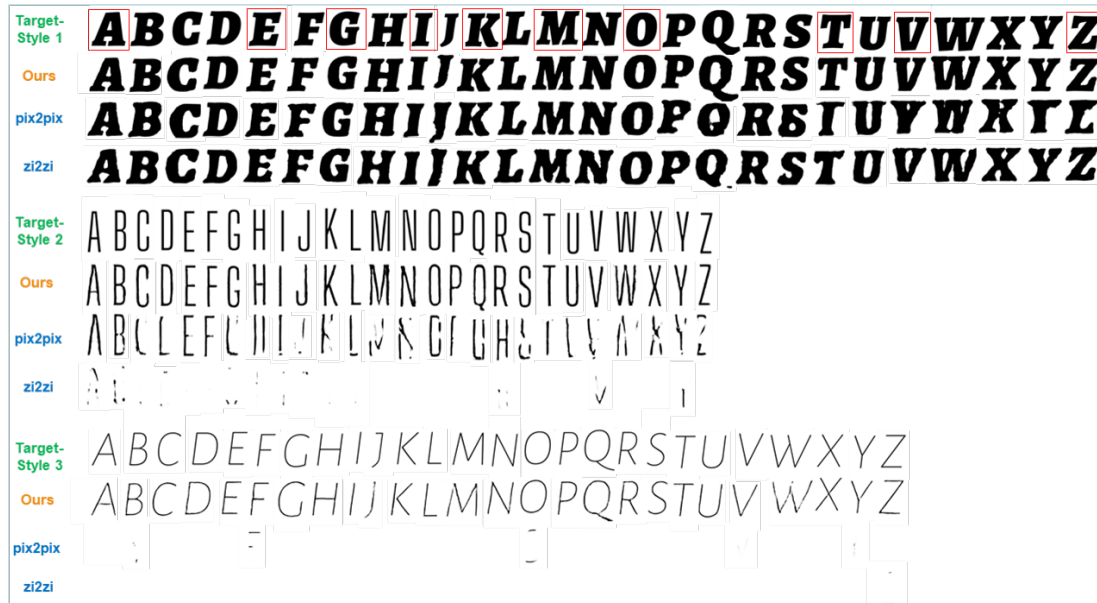 Target-Style 1 ABCDEFGHIJKLMNOPQRSTUVWXYZ
Ours ABCDEFGHIJKLMNOPQRSTUVWXYZ
pix2pix ABCDEFGHIJKLMNO
zi2zi ABCDEFGHIJKLMNOPQRSTUVWXYZ
Target-Style 2 ABCDEFGHIJKLMNOPQRSTUVWXYZ
Ours ABCDEFGHIJKLMNOPQRSTUVWXYZ
pix2pix
zi2zi
Target-Style 3 ABCDEFGHIJKLMNOPQRSTUVWXYZ
Ours ABCDEFGHIJKLMNOPQRSTUVWXYZ
pix2pix
zi2zi